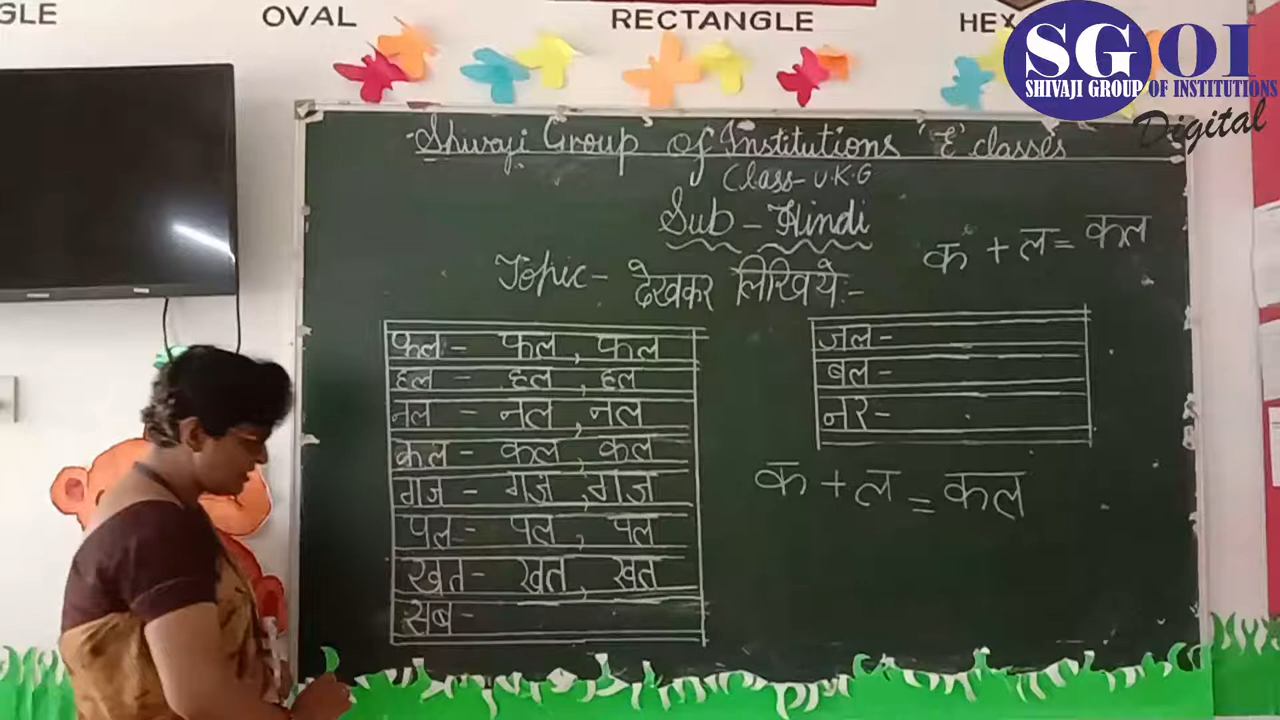 GLE OVAL RECTANGLE HEX
SGOI
SHIVAJI GROUP OF INSTITUTIONS
Digital
Shivaji Group of Institutions 'E' classes
Class- U.K.G
Sub - Hindi
क + ल = कल
Topic- देखकर लिखिये:-
फल - फल, फल
हल - हल, हल
नल - नल, नल
कल - कल, कल
गज - गज, गज
पल - पल, पल
खत - खत, खत
सब -
जल -
बल -
नर -
क + ल = कल